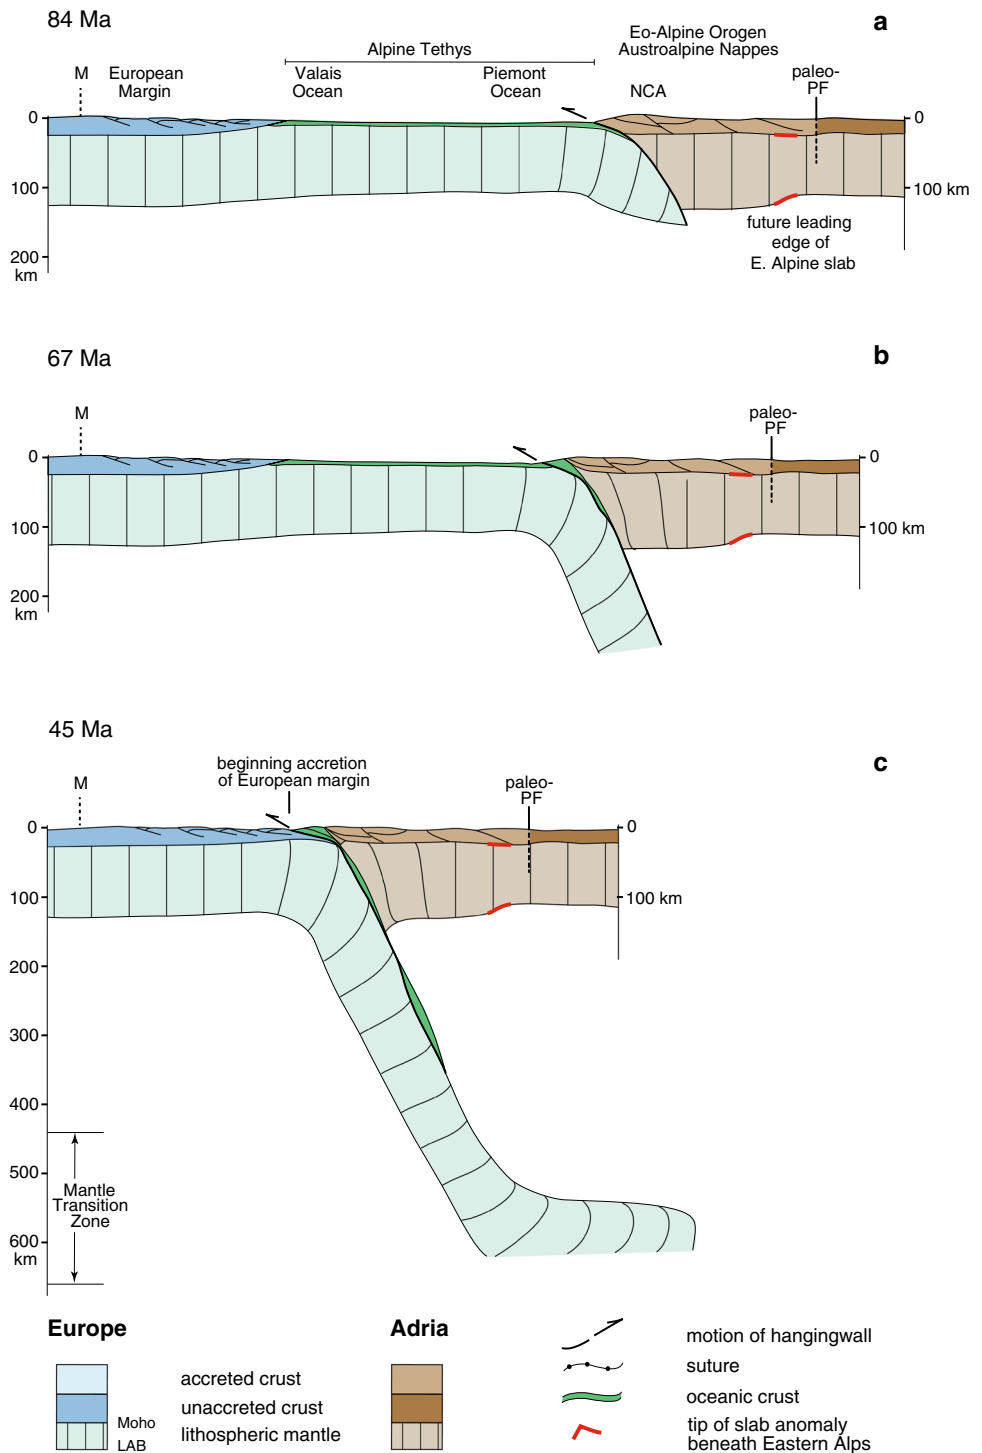 84 Ma
a
Eo-Alpine Orogen
Austroalpine Nappes
Alpine Tethys
M
European
Margin
Valais
Ocean
Piemont
Ocean
NCA
paleo-
PF
0
0
100
100 km
200
km
future leading
edge of
E. Alpine slab
67 Ma
b
M
paleo-
PF
0
0
100
100 km
200
km
45 Ma
c
beginning accretion
of European margin
M
paleo-
PF
0
0
100
100 km
200
300
400
500
600
km
Mantle
Transition
Zone
Europe
Adria
accreted crust
unaccreted crust
Moho
lithospheric mantle
LAB
motion of hangingwall
suture
oceanic crust
tip of slab anomaly
beneath Eastern Alps